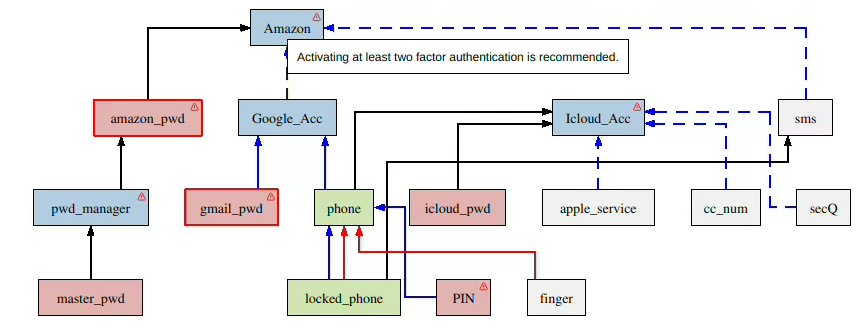 Amazon
Activating at least two factor authentication is recommended.
amazon_pwd
Google_Acc
Icloud_Acc
sms
pwd_manager
gmail_pwd
phone
icloud_pwd
apple_service
cc_num
secQ
master_pwd
locked_phone
PIN
finger